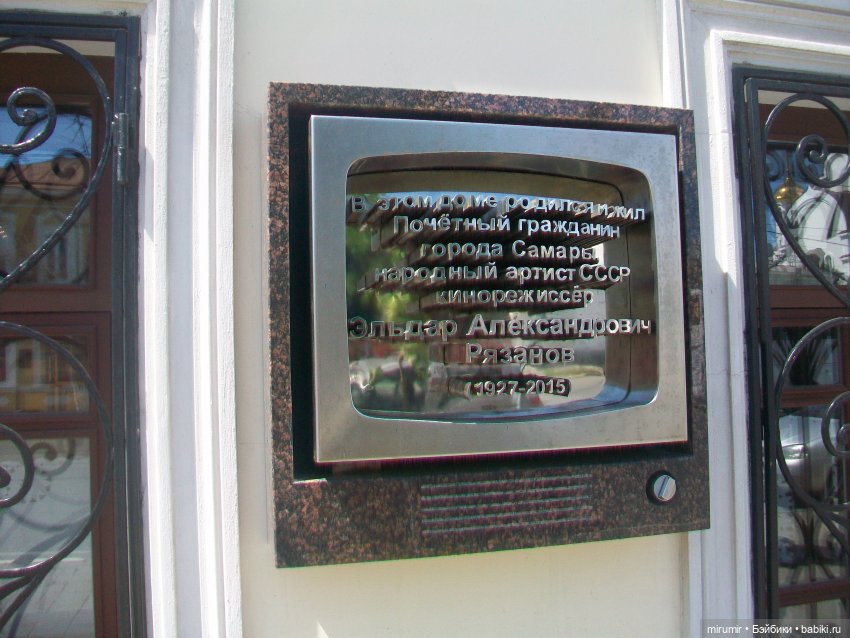 В этом доме родился и жил
Почётный гражданин
города Самары
народный артист СССР
кинорежиссёр
Эльдар Александрович
Рязанов
(1927-2015)
mirumir • Бэйбики • babiki.ru